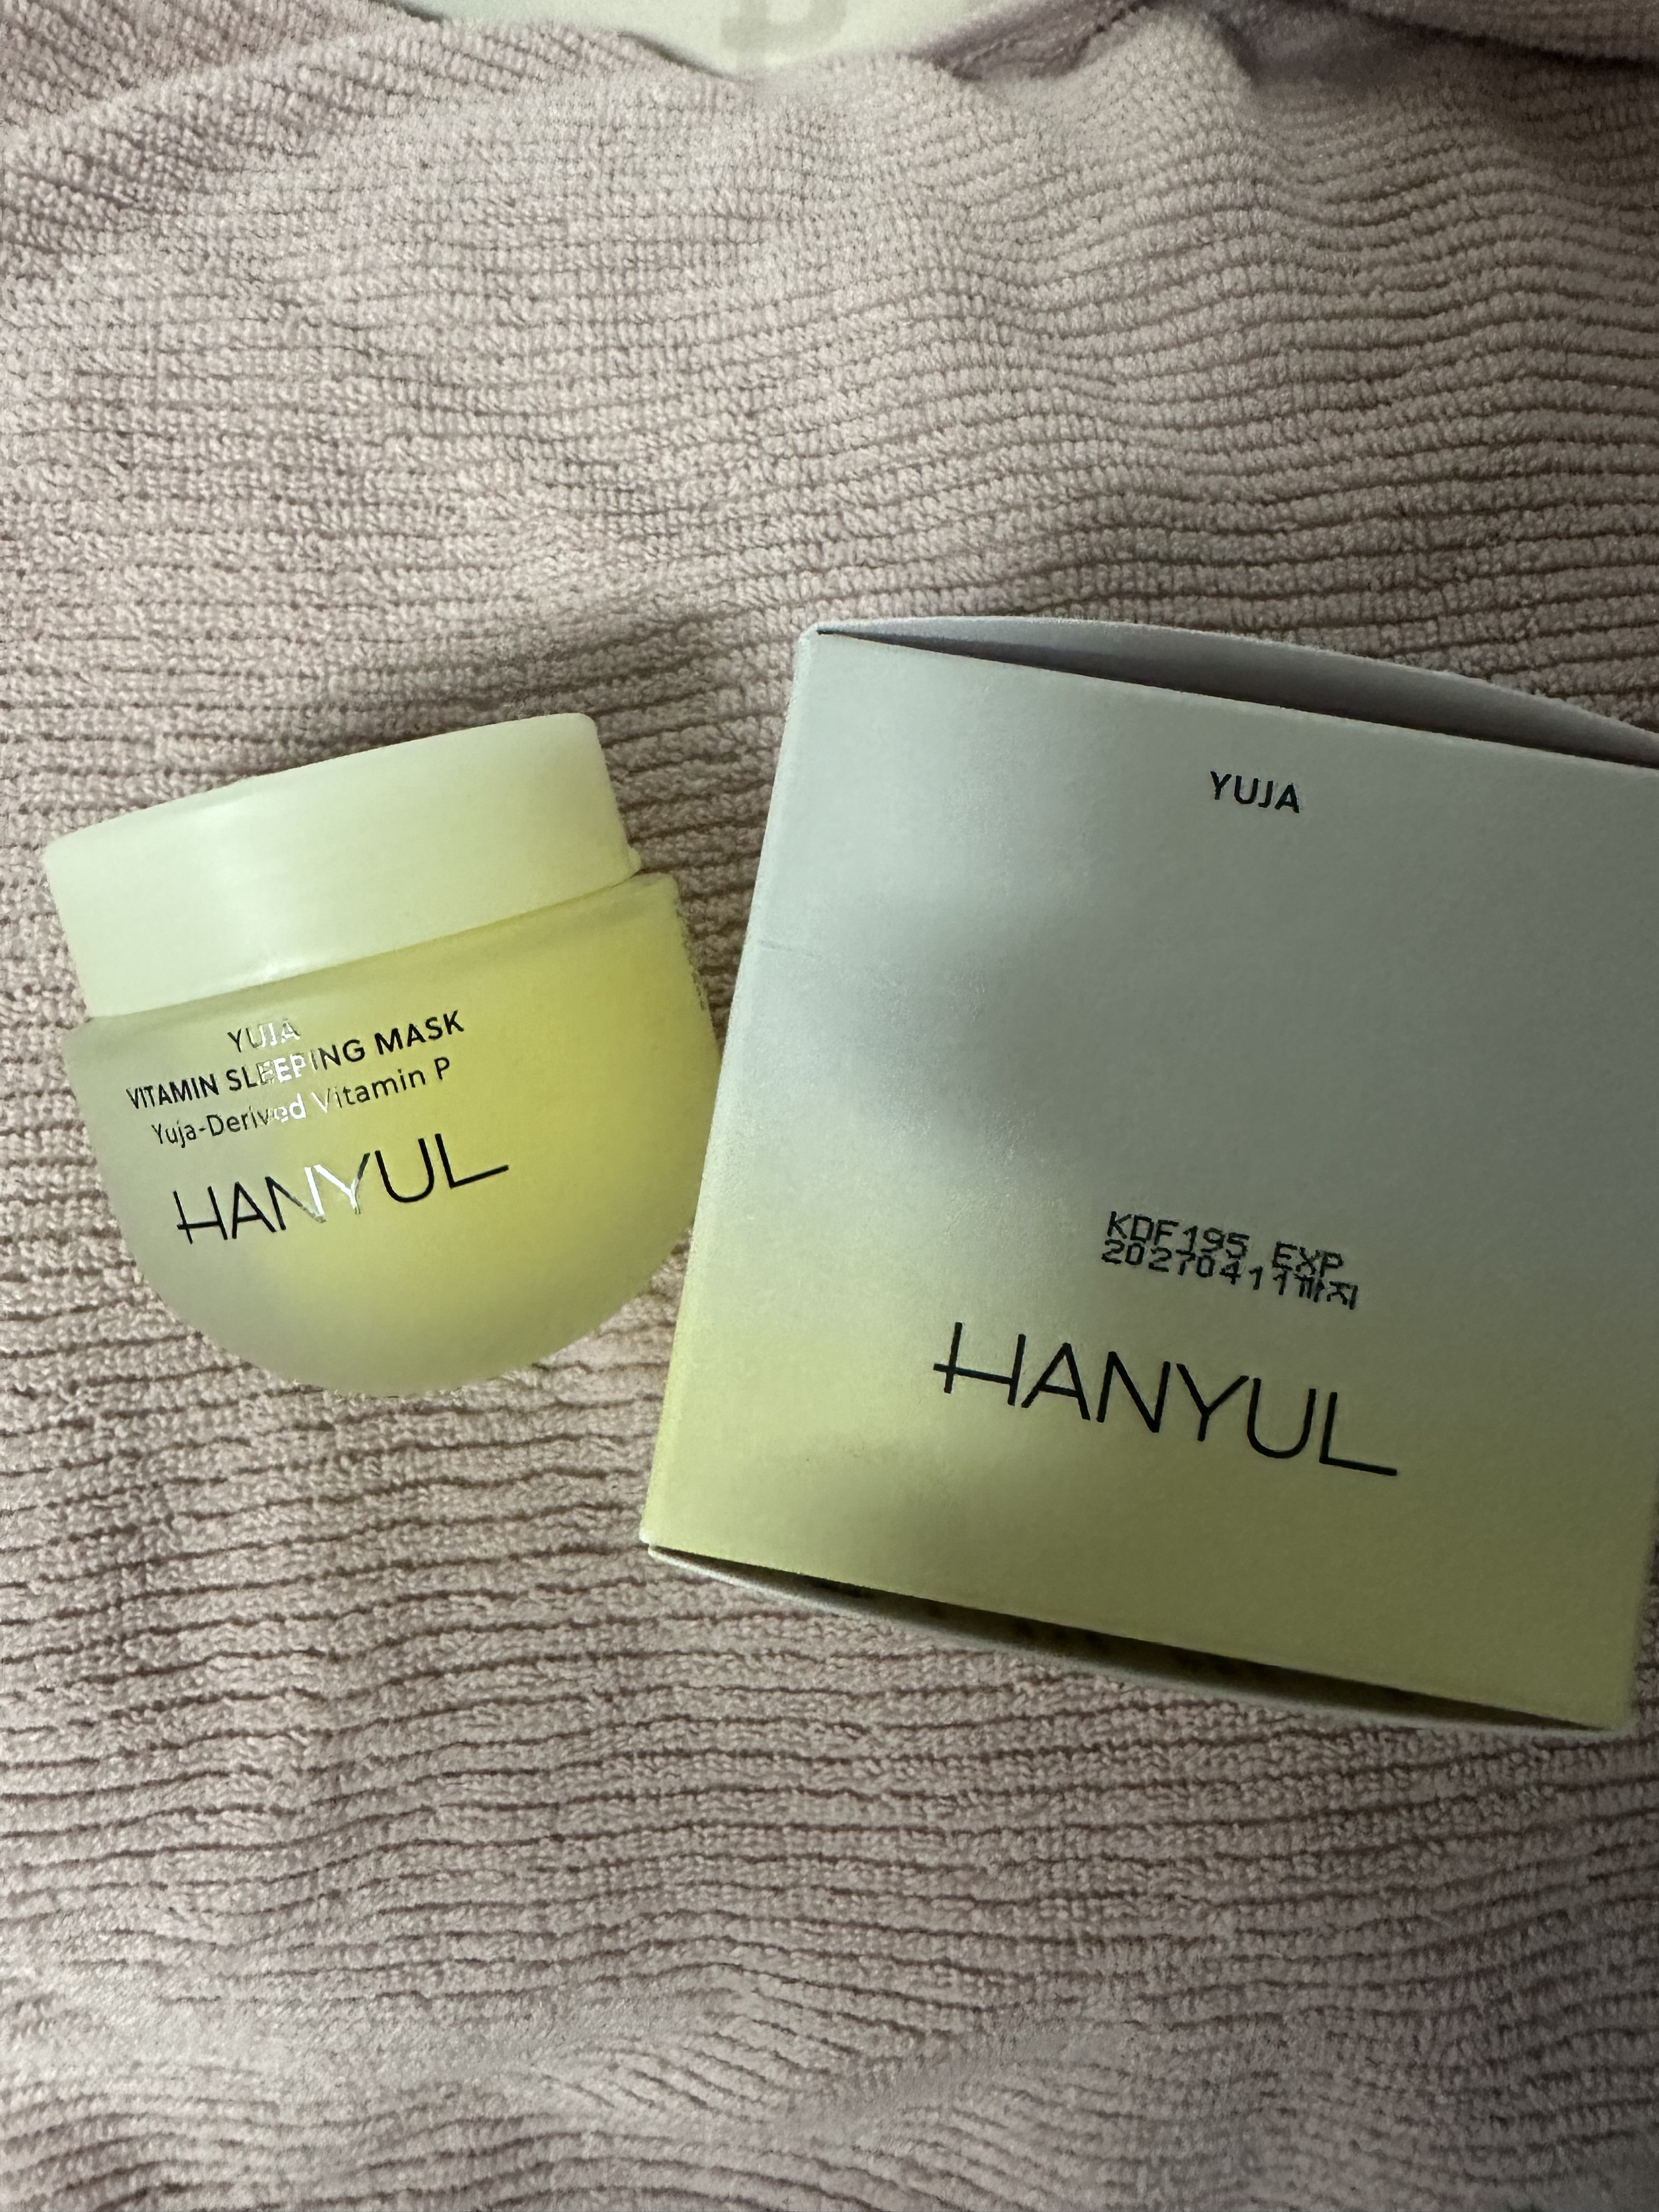 YUJA
VITAMIN SLEEPING MASK
Yuja-Derived Vitamin P
HANYUL
YUJA
KDF195 EXP
20270411까지
HANYUL